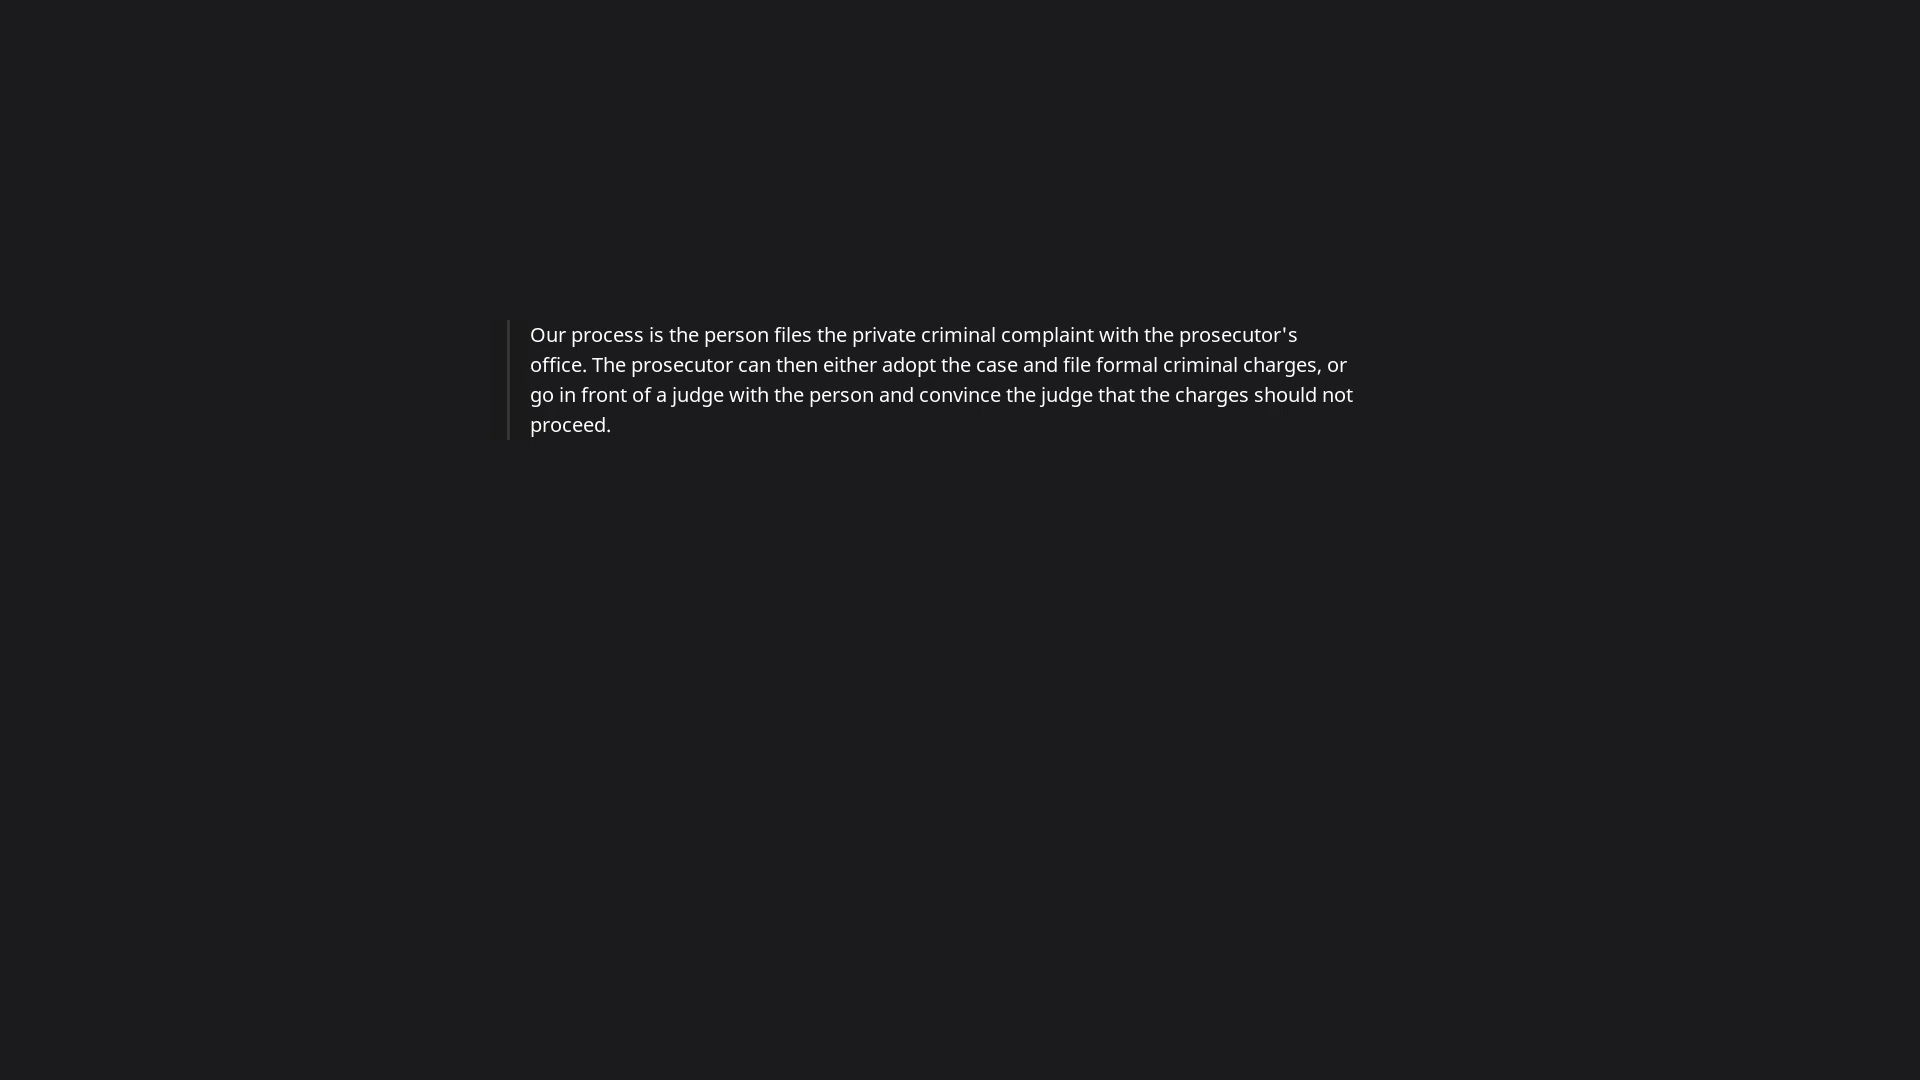 Our process is the person files the private criminal complaint with the prosecutor's
office. The prosecutor can then either adopt the case and file formal criminal charges, or
go in front of a judge with the person and convince the judge that the charges should not
proceed.